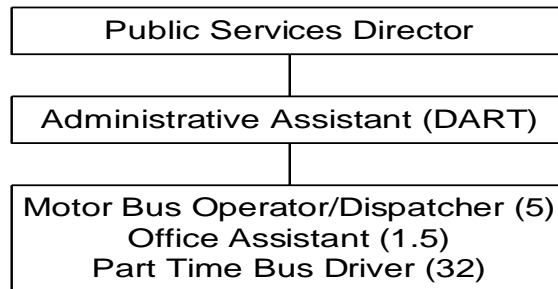 Public Services Director
Administrative Assistant (DART)
Motor Bus Operator/Dispatcher (5)
Office Assistant (1.5)
Part Time Bus Driver (32)